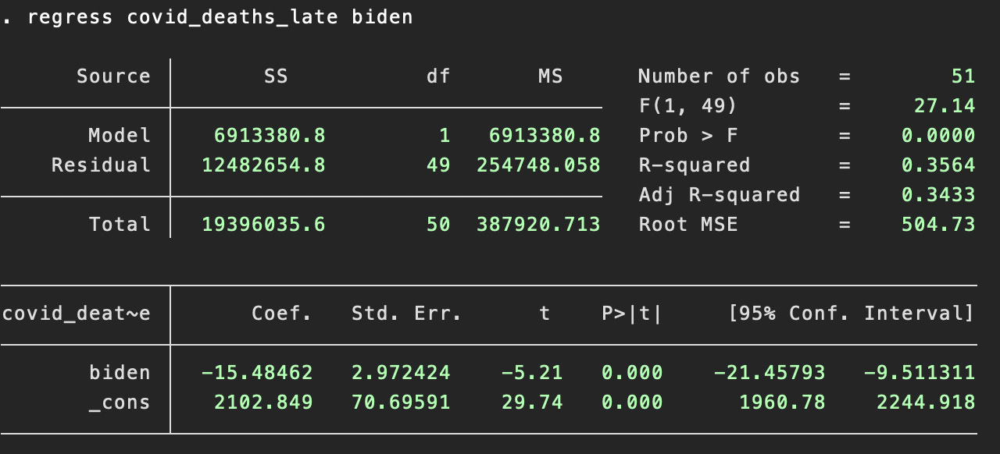 . regress covid_deaths_late biden
Source SS df MS Number of obs = 51
F(1, 49) = 27.14
Model 6913380.8 1 6913380.8 Prob > F = 0.0000
Residual 12482654.8 49 254748.058 R-squared = 0.3564
Adj R-squared = 0.3433
Total 19396035.6 50 387920.713 Root MSE = 504.73
covid_deat~e Coef. Std. Err. t P>|t| [95% Conf. Interval]
biden -15.48462 2.972424 -5.21 0.000 -21.45793 -9.511311
_cons 2102.849 70.69591 29.74 0.000 1960.78 2244.918